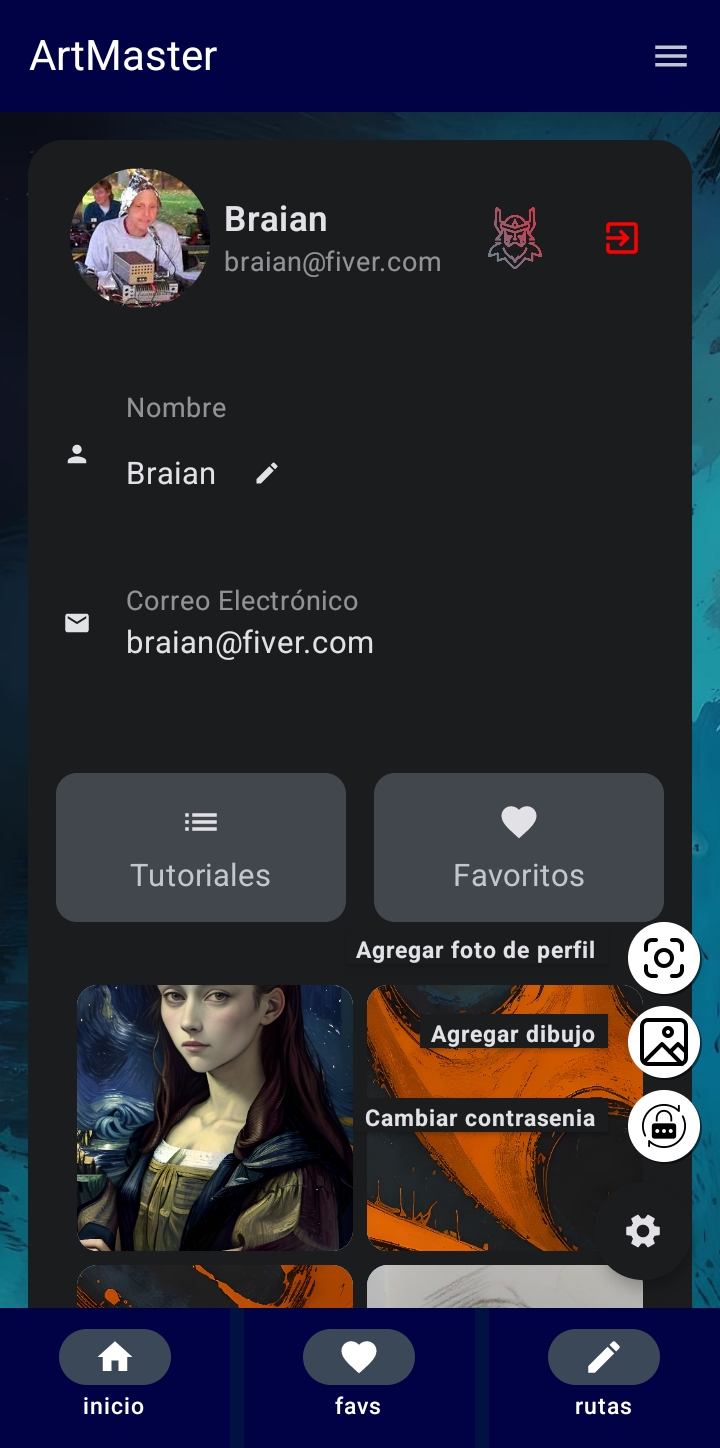 ArtMaster
Braian
braian@fiver.com
Nombre
Braian
Correo Electrónico
braian@fiver.com
Tutoriales
Favoritos
Agregar foto de perfil
Agregar dibujo
Cambiar contrasenia
inicio
favs
rutas